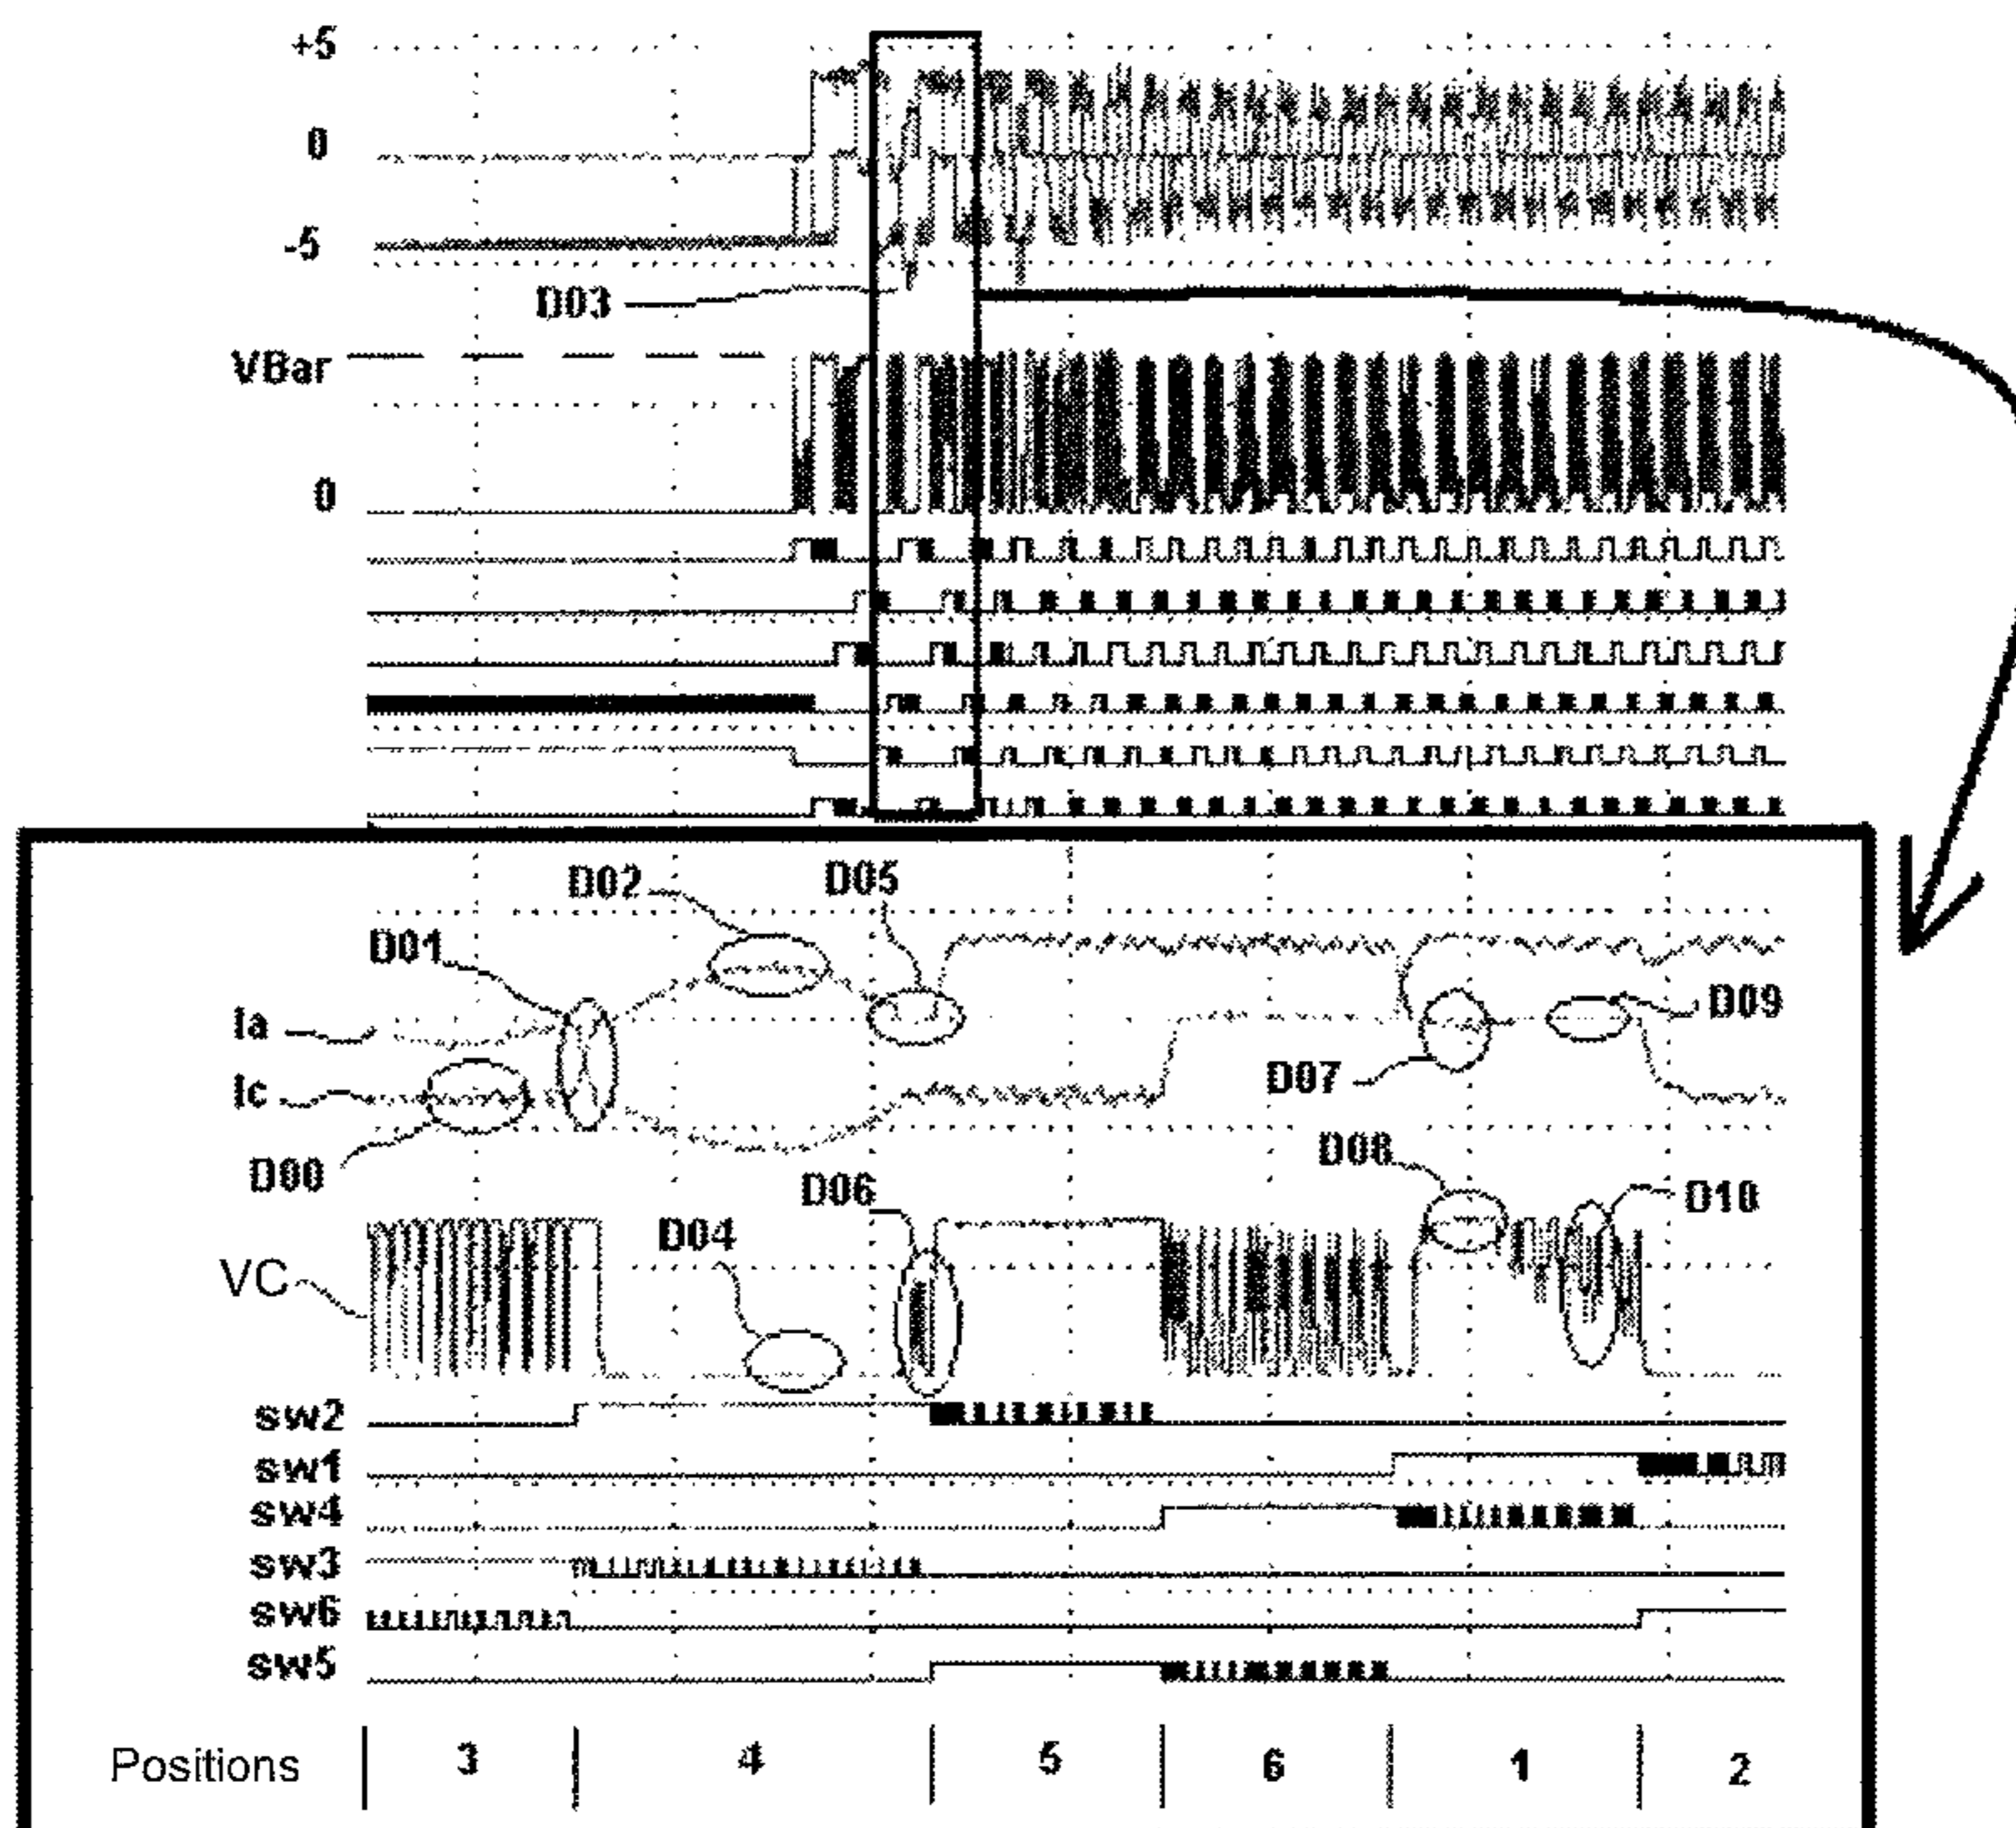 +5
0
-5
D03
VBar
0
D02
D05
D01
Ia
D09
Ic
D07
D00
D08
D06
D10
D04
VC
sw2
sw1
sw4
sw3
sw6
sw5
Positions 3 4 5 6 1 2